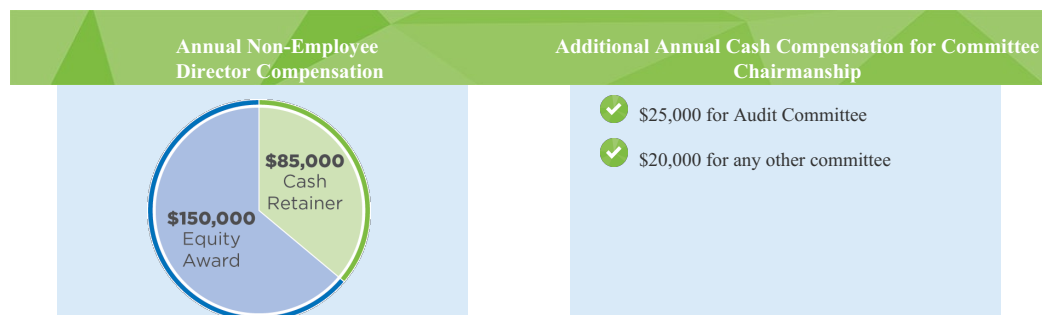 Annual Non-Employee
Director Compensation
$85,000
Cash
Retainer
$150,000
Equity
Award
Additional Annual Cash Compensation for Committee
Chairmanship
$25,000 for Audit Committee
$20,000 for any other committee